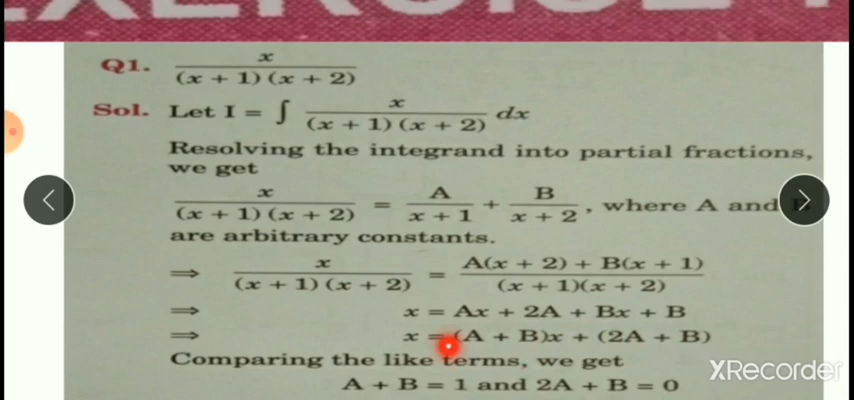 EXERCISE
Q1. x / (x + 1) (x + 2)
Sol. Let I = ∫ x / (x + 1) (x + 2) dx
Resolving the integrand into partial fractions,
we get
x / (x + 1) (x + 2) = A / x + 1 + B / x + 2, where A and B
are arbitrary constants.
⟹ x / (x + 1) (x + 2) = A(x + 2) + B(x + 1) / (x + 1)(x + 2)
⟹ x = Ax + 2A + Bx + B
⟹ x = (A + B)x + (2A + B)
Comparing the like terms, we get
A + B = 1 and 2A + B = 0
XRecorder